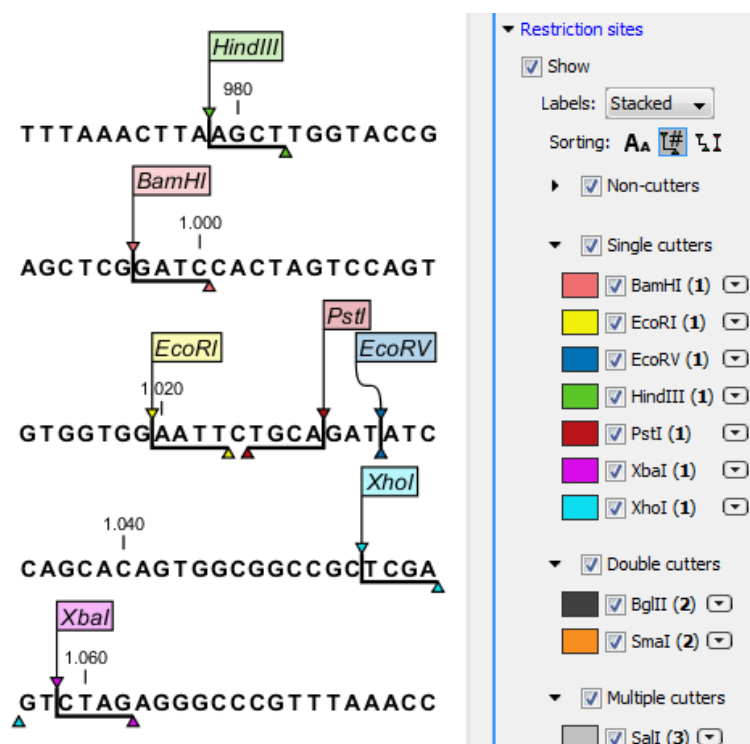 HindIII
980
TTTAAACTTAAGCTTGGTACCG
BamHI
1.000
AGCTCGGATCCACTAGTCCAGT
PstI
EcoRI
EcoRV
1.020
GTGGTGGAATTCTGCAGATATC
XhoI
1.040
CAGCACAGTGGCGGCCGCTCGA
XbaI
1.060
GTCTAGAGGGCCCGTTTAAACC
Restriction sites
Show
Labels: Stacked
Sorting: AA #
Non-cutters
Single cutters
BamHI (1)
EcoRI (1)
EcoRV (1)
HindIII (1)
PstI (1)
XbaI (1)
XhoI (1)
Double cutters
BglII (2)
SmaI (2)
Multiple cutters
SalI (3)